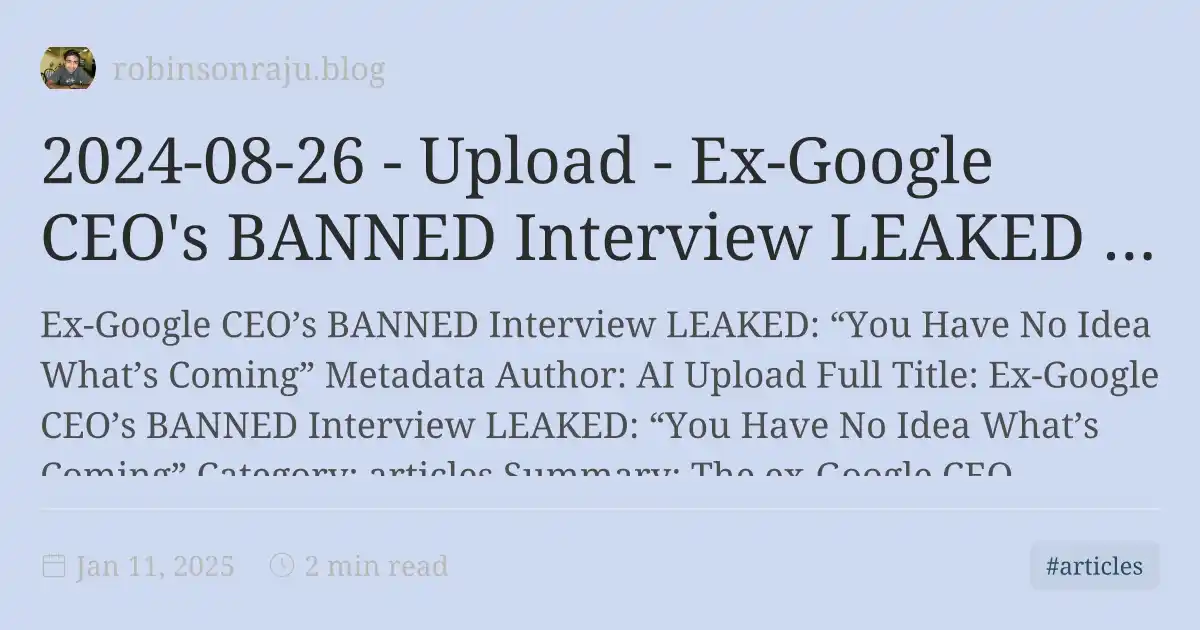 robinsonraju.blog
2024-08-26 - Upload - Ex-Google
CEO's BANNED Interview LEAKED ...
Ex-Google CEO’s BANNED Interview LEAKED: “You Have No Idea
What’s Coming” Metadata Author: AI Upload Full Title: Ex-Google
CEO’s BANNED Interview LEAKED: “You Have No Idea What’s
Coming” Category: articles Summary: The ex-Google CEO
Jan 11, 2025
2 min read
#articles